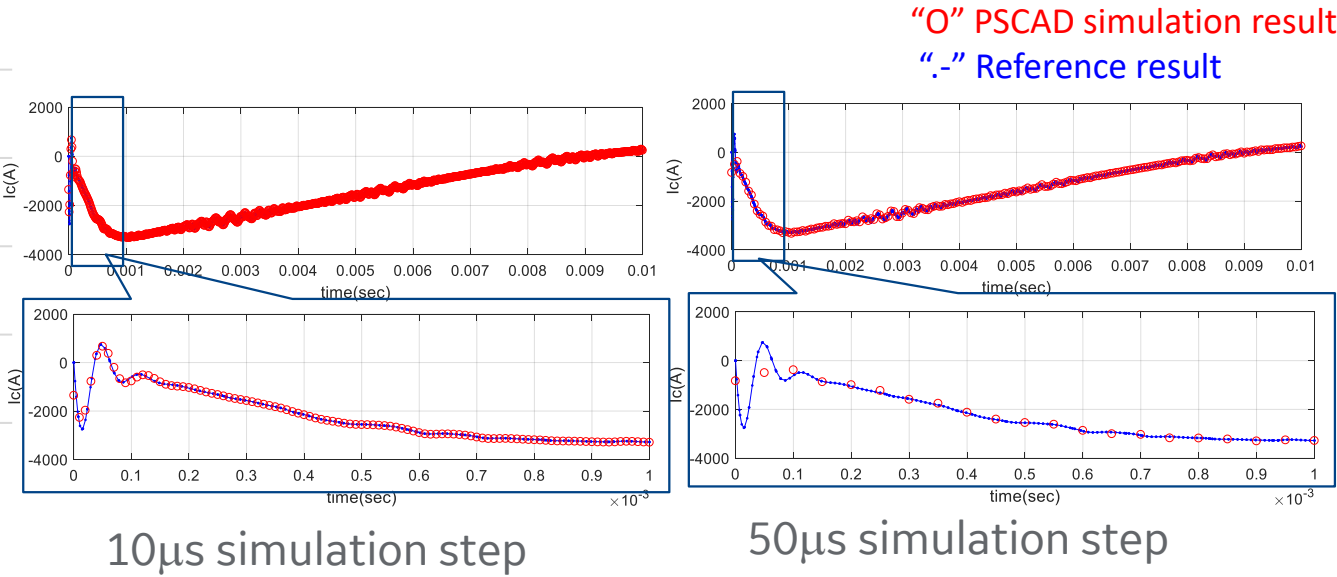 “O” PSCAD simulation result
“.-” Reference result
2000
0
-2000
-4000
Ic(A)
0 0.001 0.002 0.003 0.004 0.005 0.006 0.007 0.008 0.009 0.01
time(sec)
2000
0
-2000
-4000
Ic(A)
0 0.001 0.002 0.003 0.004 0.005 0.006 0.007 0.008 0.009 0.01
time(sec)
2000
0
-2000
-4000
Ic(A)
0 0.1 0.2 0.3 0.4 0.5 0.6 0.7 0.8 0.9 1
time(sec)
×10-3
2000
0
-2000
-4000
Ic(A)
0 0.1 0.2 0.3 0.4 0.5 0.6 0.7 0.8 0.9 1
time(sec)
×10-3
10μs simulation step
50μs simulation step